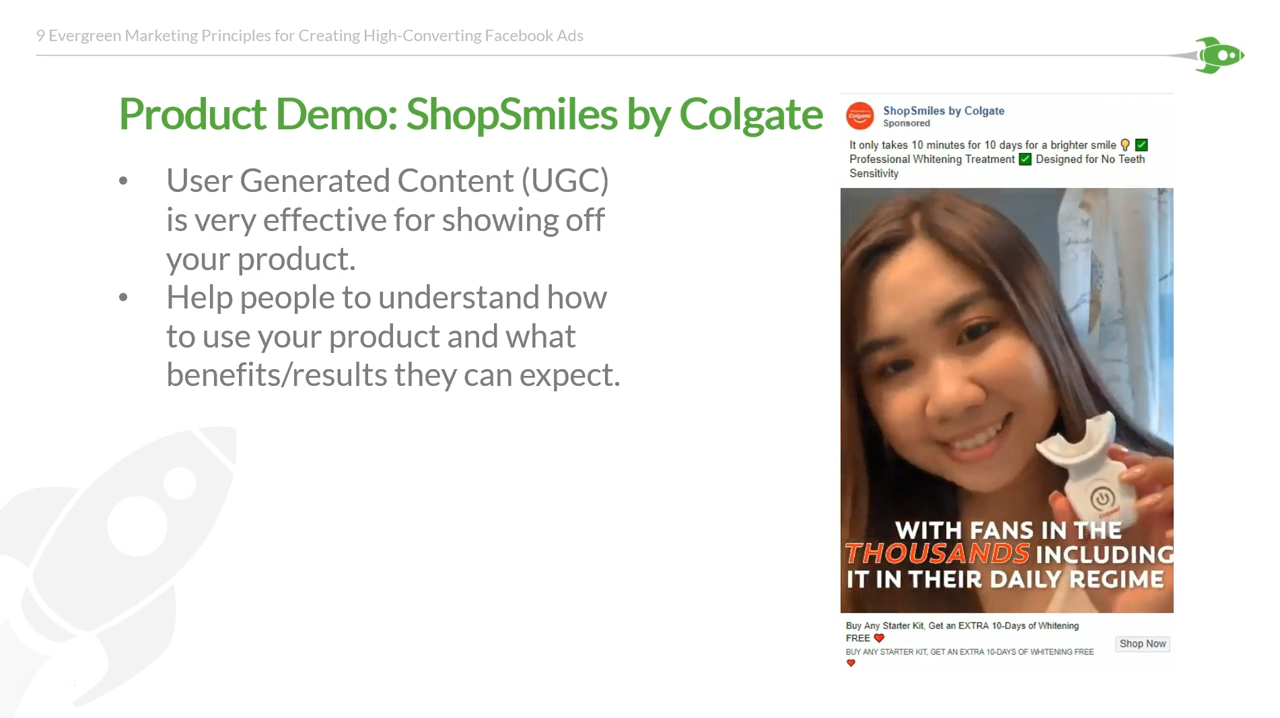 9 Evergreen Marketing Principles for Creating High-Converting Facebook Ads
Product Demo: ShopSmiles by Colgate
• User Generated Content (UGC)
is very effective for showing off
your product.
• Help people to understand how
to use your product and what
benefits/results they can expect.
Colgate
ShopSmiles by Colgate
Sponsored
It only takes 10 minutes for 10 days for a brighter smile 💡 ✅
Professional Whitening Treatment ✅ Designed for No Teeth
Sensitivity
Colgate
WITH FANS IN THE
THOUSANDS INCLUDING
IT IN THEIR DAILY REGIME
Buy Any Starter Kit, Get an EXTRA 10-Days of Whitening
FREE ❤️
BUY ANY STARTER KIT, GET AN EXTRA 10-DAYS OF WHITENING FREE
❤️
Shop Now